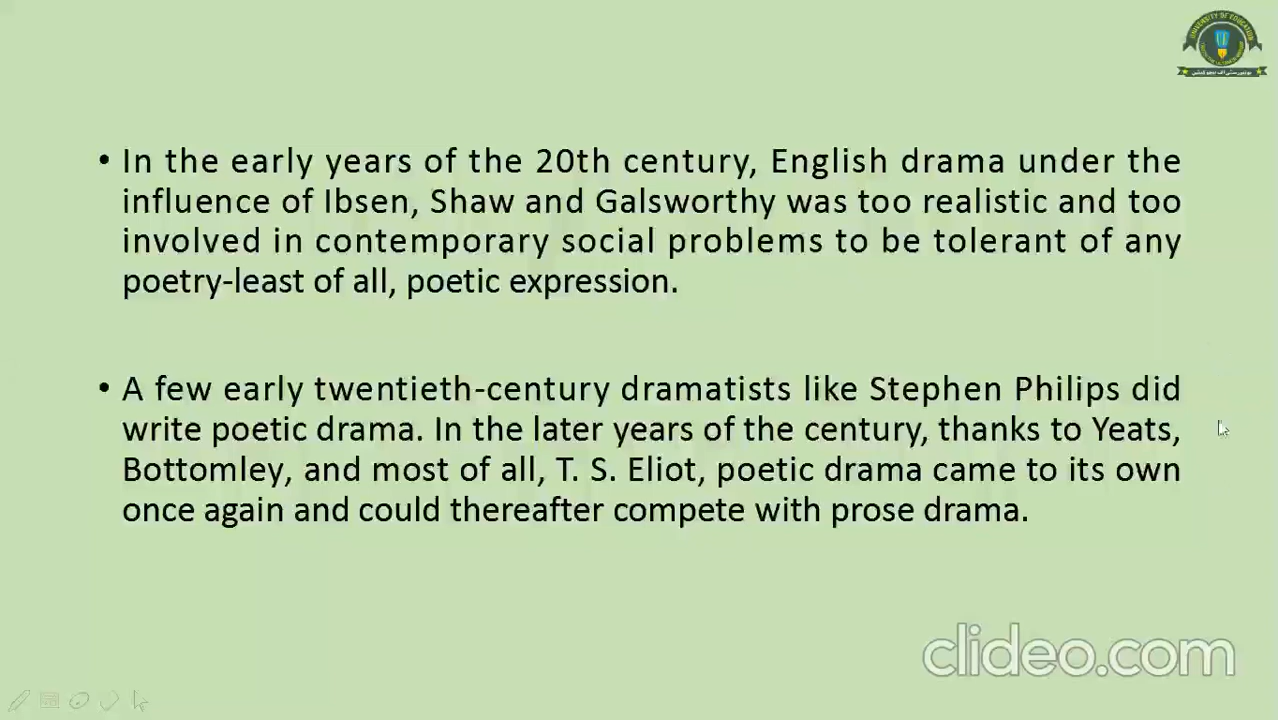 UNIVERSITY OF EDUCATION
• In the early years of the 20th century, English drama under the
influence of Ibsen, Shaw and Galsworthy was too realistic and too
involved in contemporary social problems to be tolerant of any
poetry-least of all, poetic expression.
• A few early twentieth-century dramatists like Stephen Philips did
write poetic drama. In the later years of the century, thanks to Yeats,
Bottomley, and most of all, T. S. Eliot, poetic drama came to its own
once again and could thereafter compete with prose drama.
clideo.com